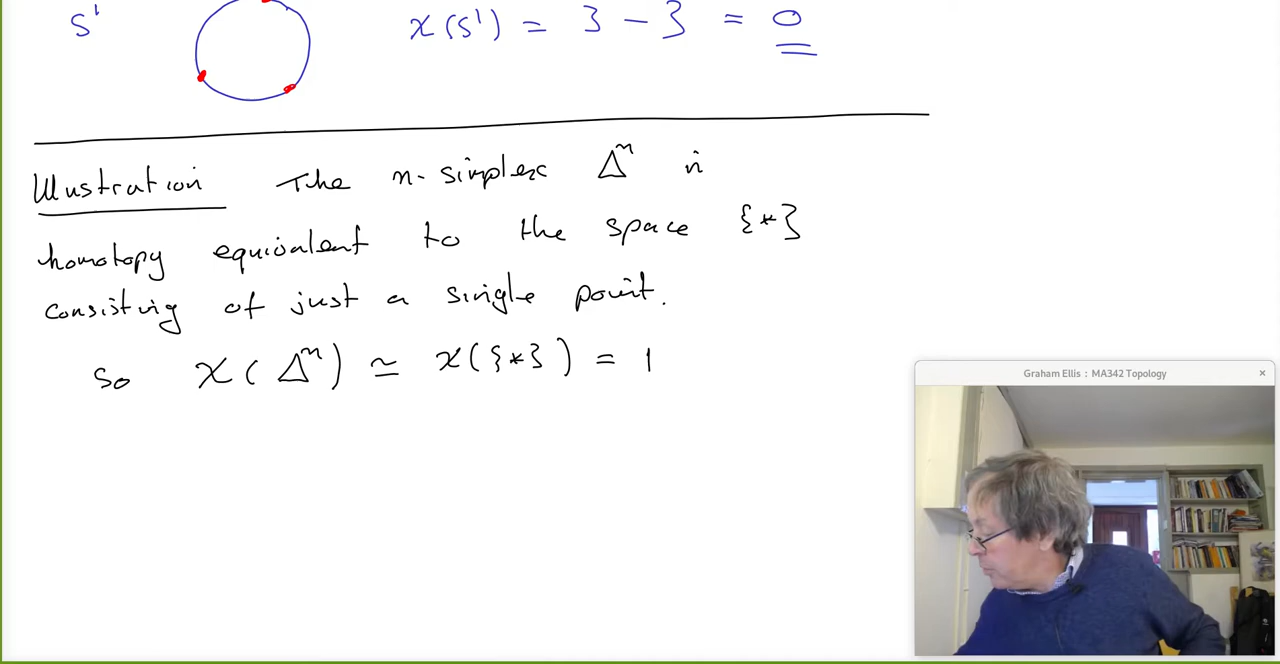 S¹ χ(S¹) = 3 - 3 = 0
Illustration The n-simplex Δⁿ is
homotopy equivalent to the space {*}
consisting of just a single point.
So χ(Δⁿ) ≃ χ({*}) = 1
Graham Ellis : MA342 Topology ×